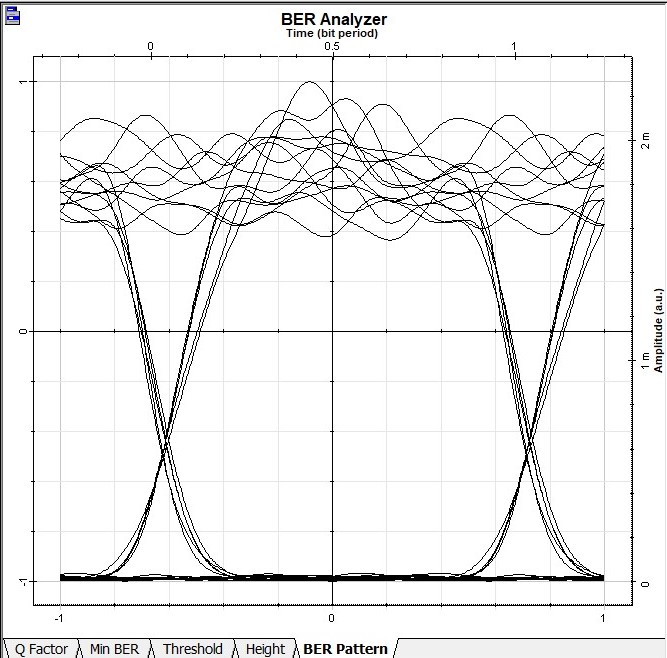 BER Analyzer
Time (bit period)
0 0.5 1
1
2 m
0
1 m
Amplitude (a.u.)
-1
0
-1 0 1
Q Factor Min BER Threshold Height BER Pattern